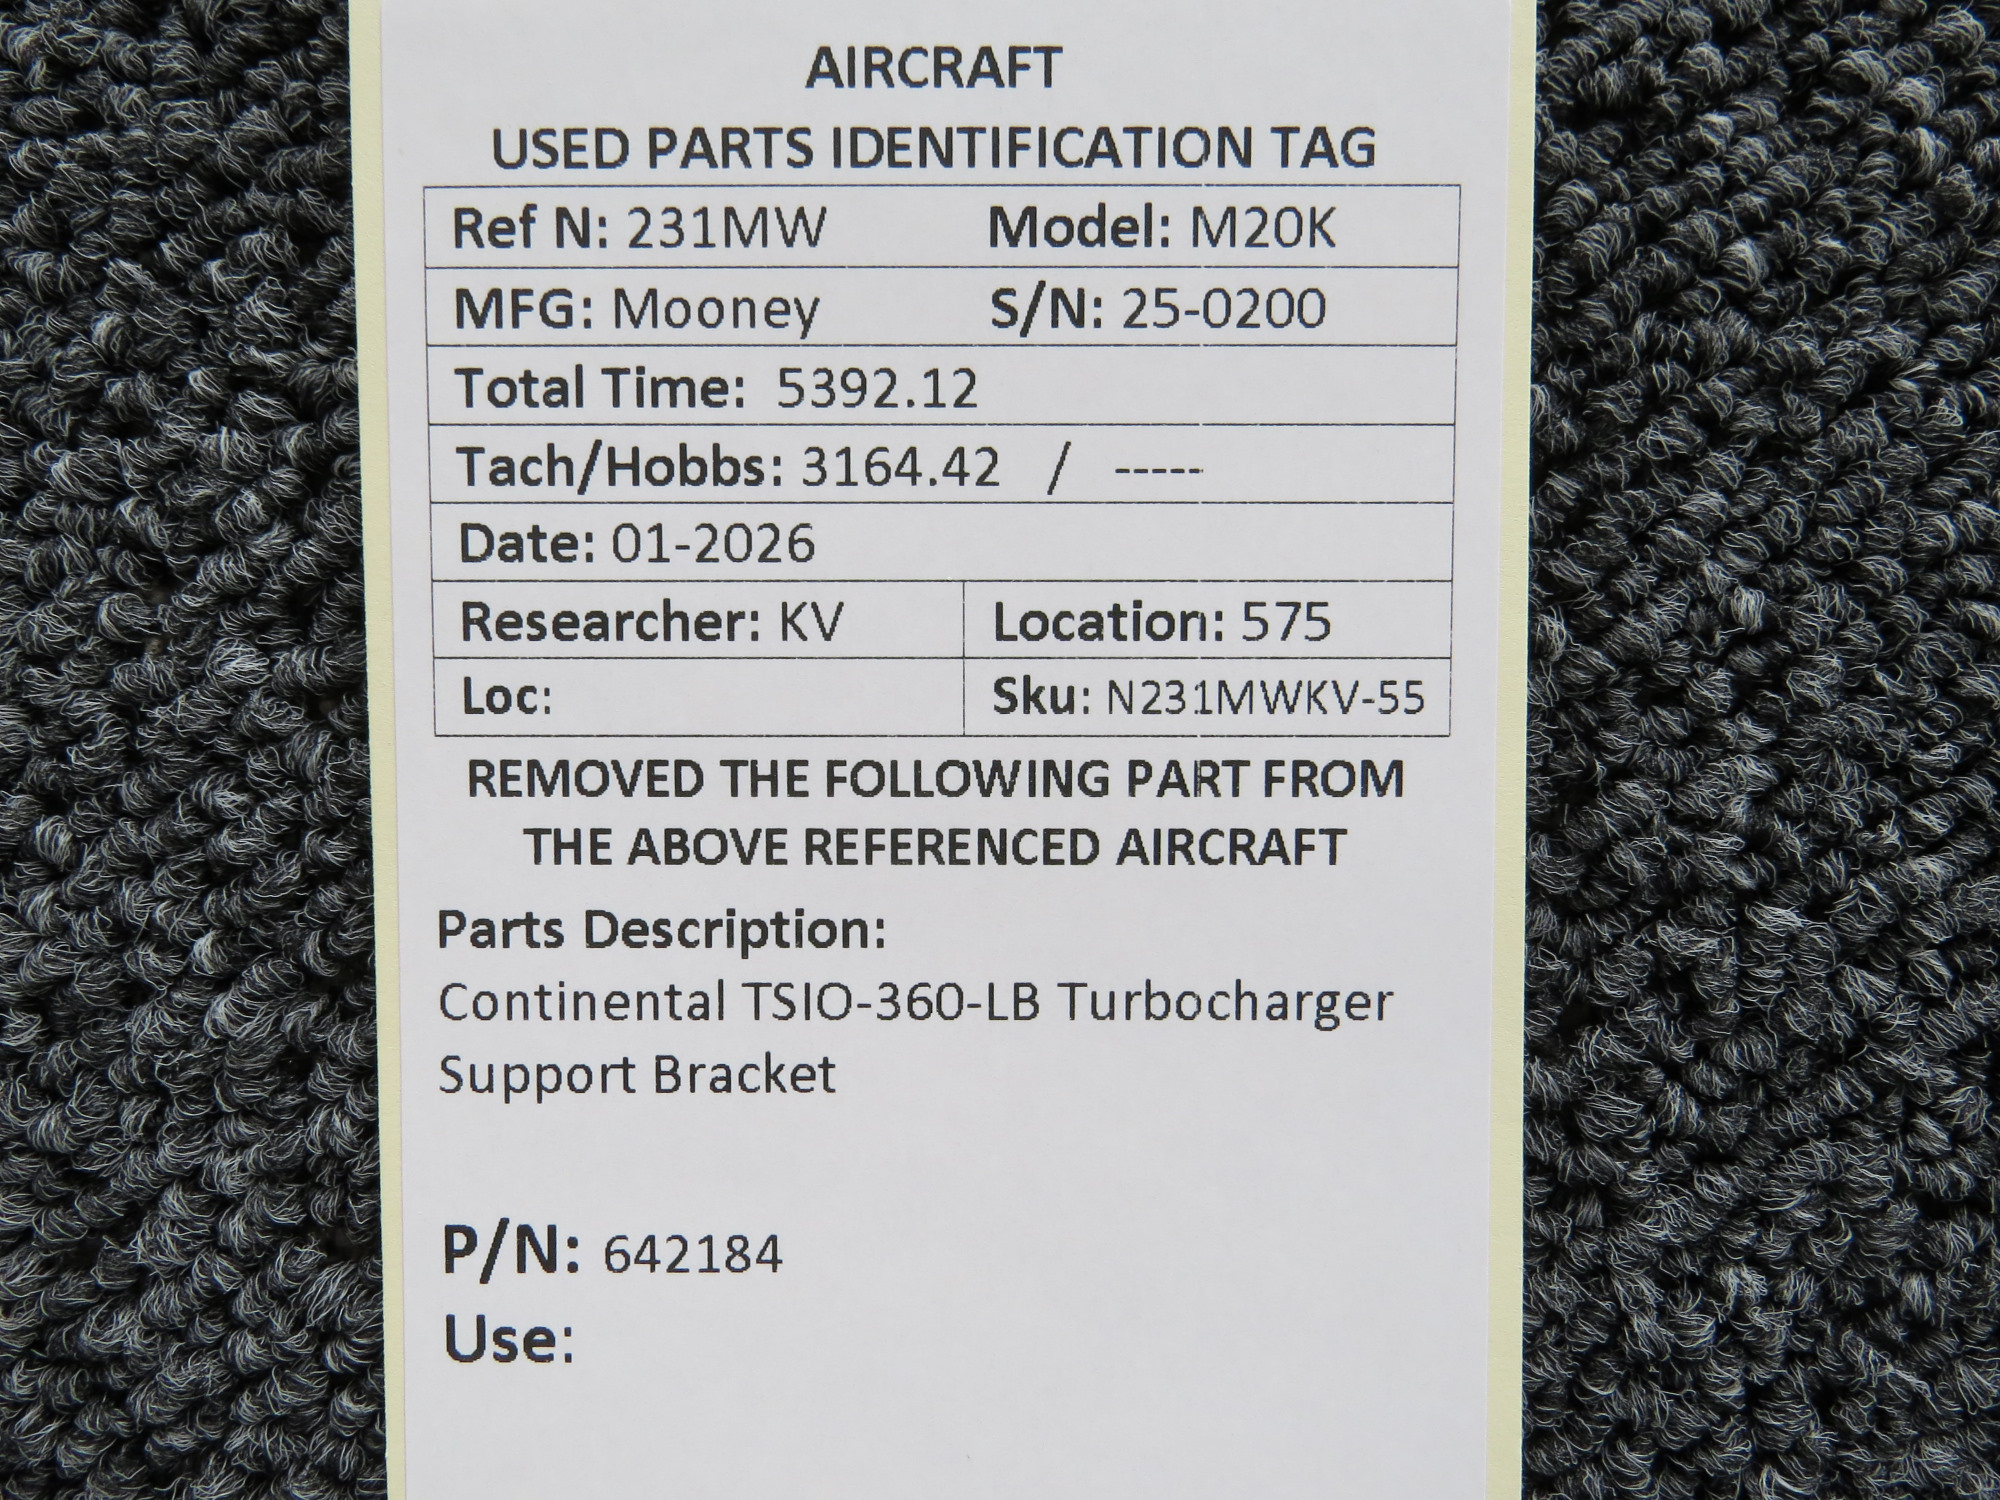 AIRCRAFT
USED PARTS IDENTIFICATION TAG
Ref N: 231MW Model: M20K
MFG: Mooney S/N: 25-0200
Total Time: 5392.12
Tach/Hobbs: 3164.42 / -----
Date: 01-2026
Researcher: KV Location: 575
Loc: Sku: N231MWKV-55
REMOVED THE FOLLOWING PART FROM
THE ABOVE REFERENCED AIRCRAFT
Parts Description:
Continental TSIO-360-LB Turbocharger
Support Bracket
P/N: 642184
Use: